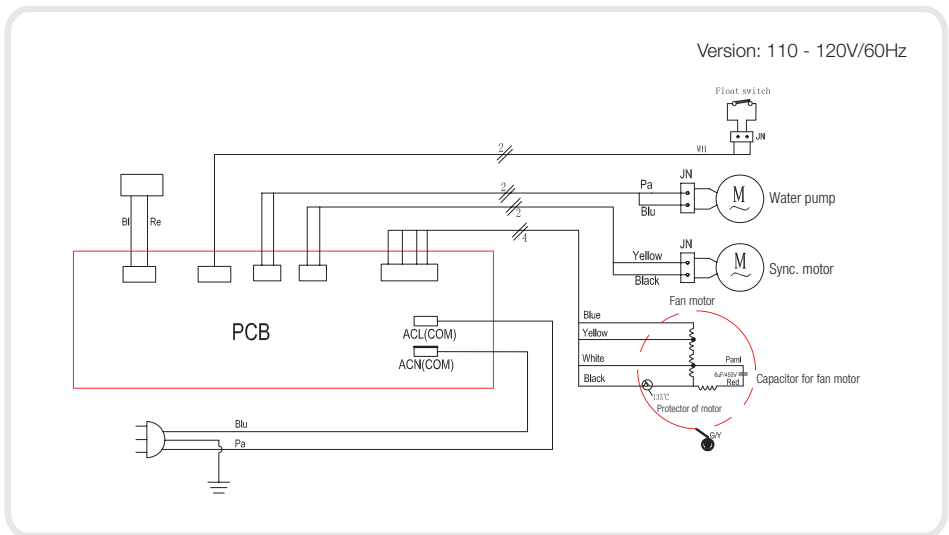 Version: 110 - 120V/60Hz
Float switch
JN
2
WH
2
Pa
JN
M
Water pump
Blu
2
Bl
Re
4
JN
Yellow
M
Sync. motor
Black
Fan motor
Blue
PCB
ACL(COM)
Yellow
ACN(COM)
White
Paml
6uF/450V
Capacitor for fan motor
Black
Red
135℃
Protector of motor
Blu
G/Y
Pa